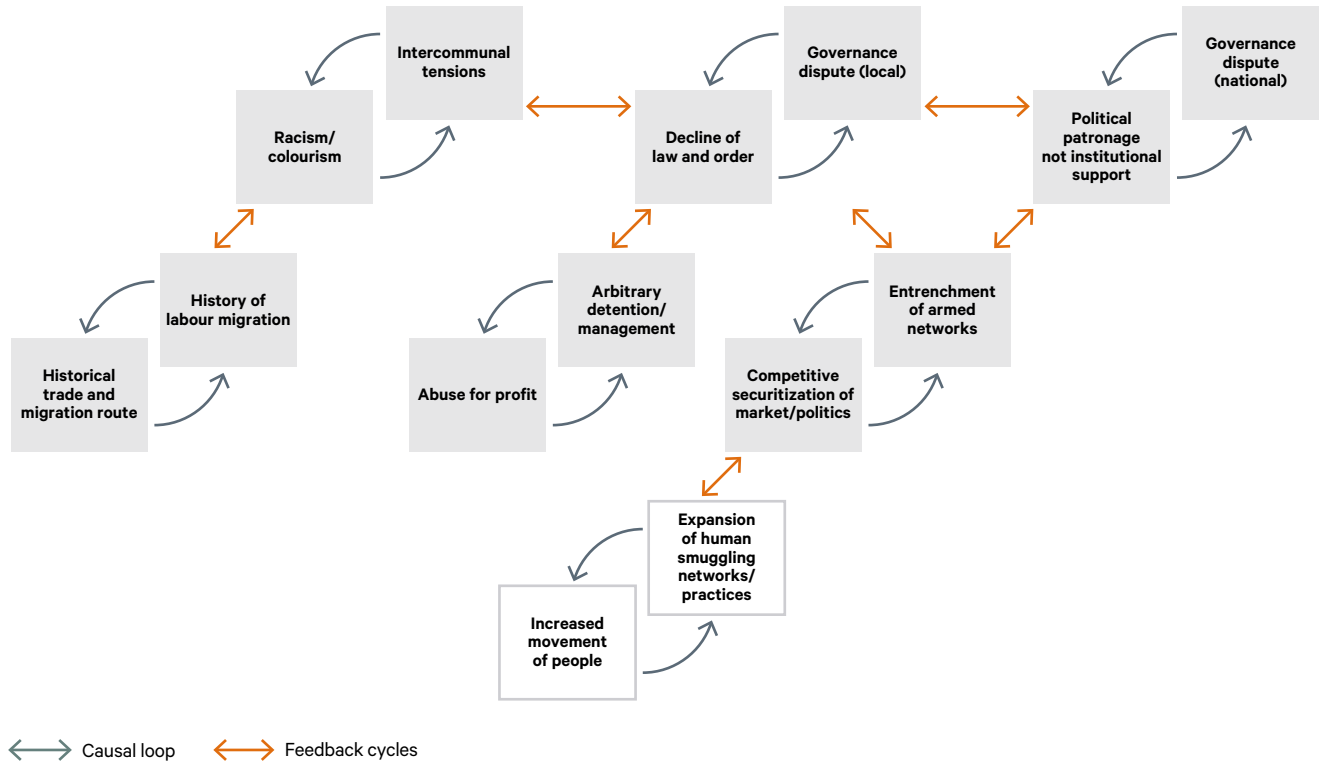 Intercommunal
tensions
Racism/
colourism
Governance
dispute (local)
Decline of
law and order
Governance
dispute
(national)
Political
patronage
not institutional
support
History of
labour migration
Historical
trade and
migration route
Arbitrary
detention/
management
Abuse for profit
Entrenchment
of armed
networks
Competitive
securitization of
market/politics
Expansion
of human
smuggling
networks/
practices
Increased
movement
of people
Causal loop
Feedback cycles